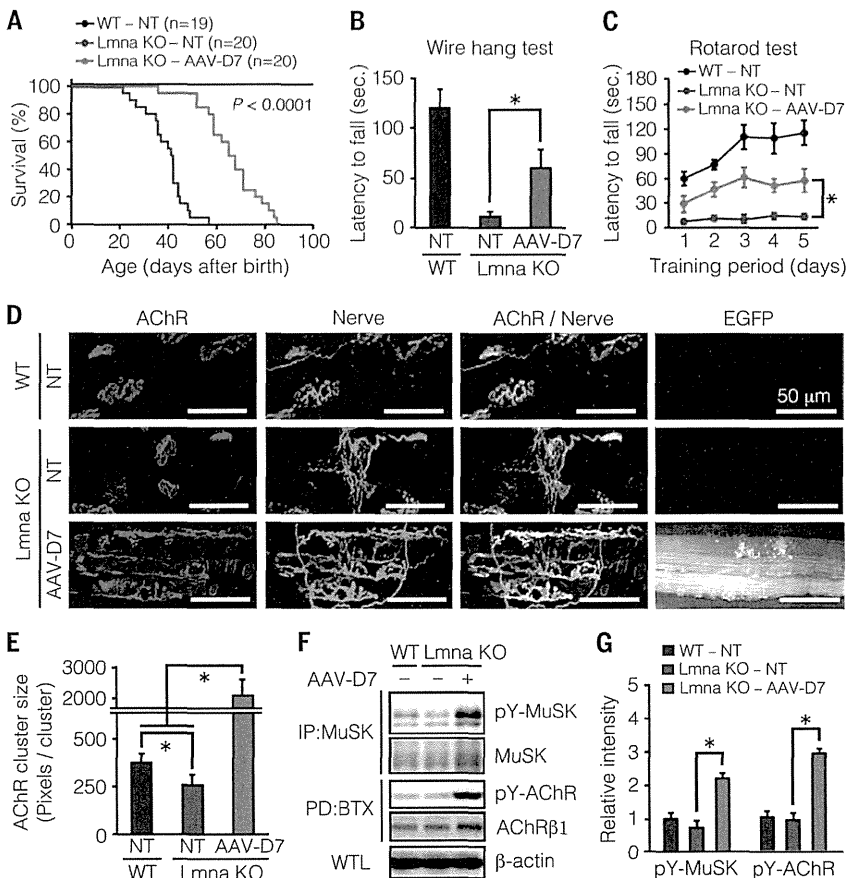 A
WT – NT (n=19)
Lmna KO – NT (n=20)
Lmna KO – AAV-D7 (n=20)
Survival (%)
100
80
60
40
20
0
P < 0.0001
0 20 40 60 80 100
Age (days after birth)
B
Wire hang test
Latency to fall (sec.)
150
100
50
0
*
NT NT AAV-D7
WT Lmna KO
C
Rotarod test
WT – NT
Lmna KO – NT
Lmna KO – AAV-D7
Latency to fall (sec.)
180
150
120
90
60
30
0
*
1 2 3 4 5
Training period (days)
D
AChR Nerve AChR / Nerve EGFP
WT
NT
50 µm
Lmna KO
NT
AAV-D7
E
AChR cluster size
(Pixels / cluster)
3000
2000
500
250
0
*
*
NT NT AAV-D7
WT Lmna KO
F
WT Lmna KO
AAV-D7 – – +
IP:MuSK
pY-MuSK
MuSK
PD:BTX
pY-AChR
AChRβ1
WTL
β-actin
G
WT – NT
Lmna KO – NT
Lmna KO – AAV-D7
Relative intensity
5
4
3
2
1
0
* *
pY-MuSK pY-AChR